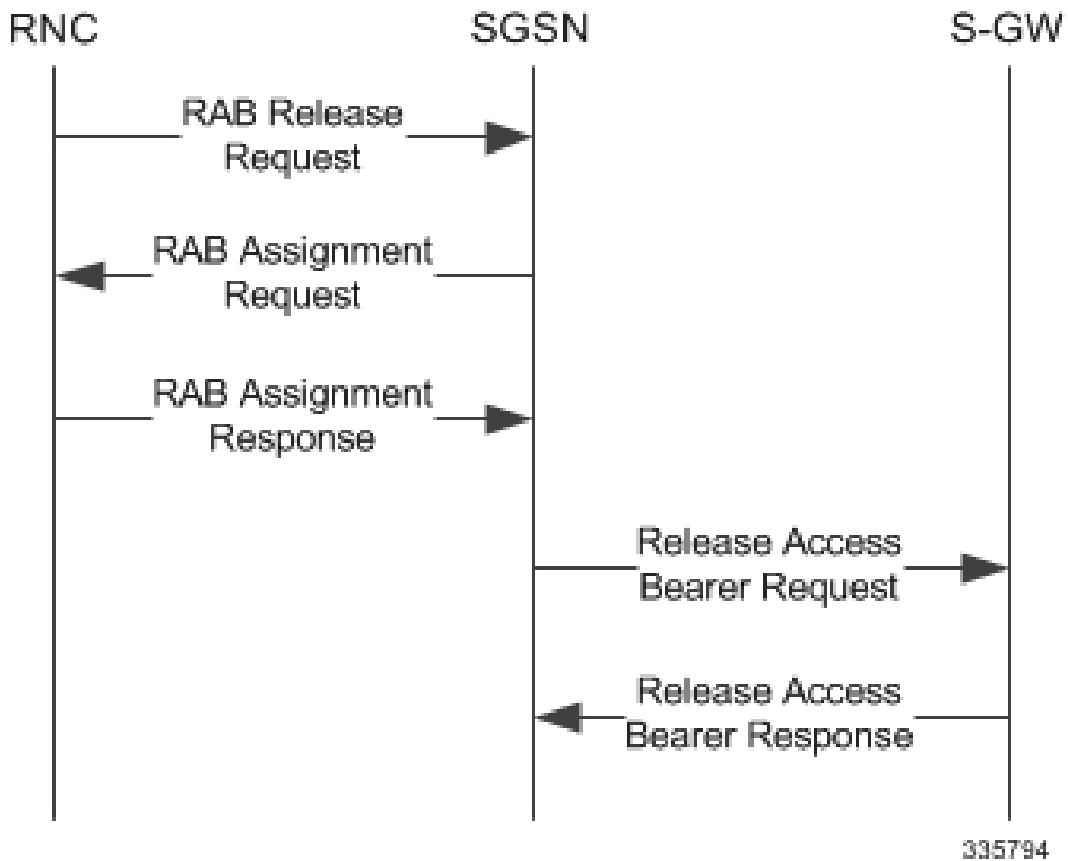 RNC
SGSN
S-GW
RAB Release
Request
RAB Assignment
Request
RAB Assignment
Response
Release Access
Bearer Request
Release Access
Bearer Response
335794